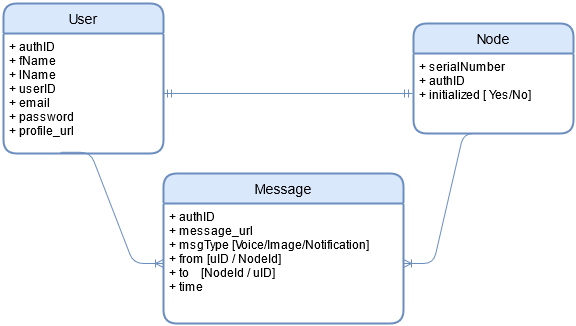 User
+ authID
+ fName
+ lName
+ userID
+ email
+ password
+ profile_url
Node
+ serialNumber
+ authID
+ initialized [ Yes/No]
Message
+ authID
+ message_url
+ msgType [Voice/Image/Notification]
+ from [uID / NodeId]
+ to [NodeId / uID]
+ time